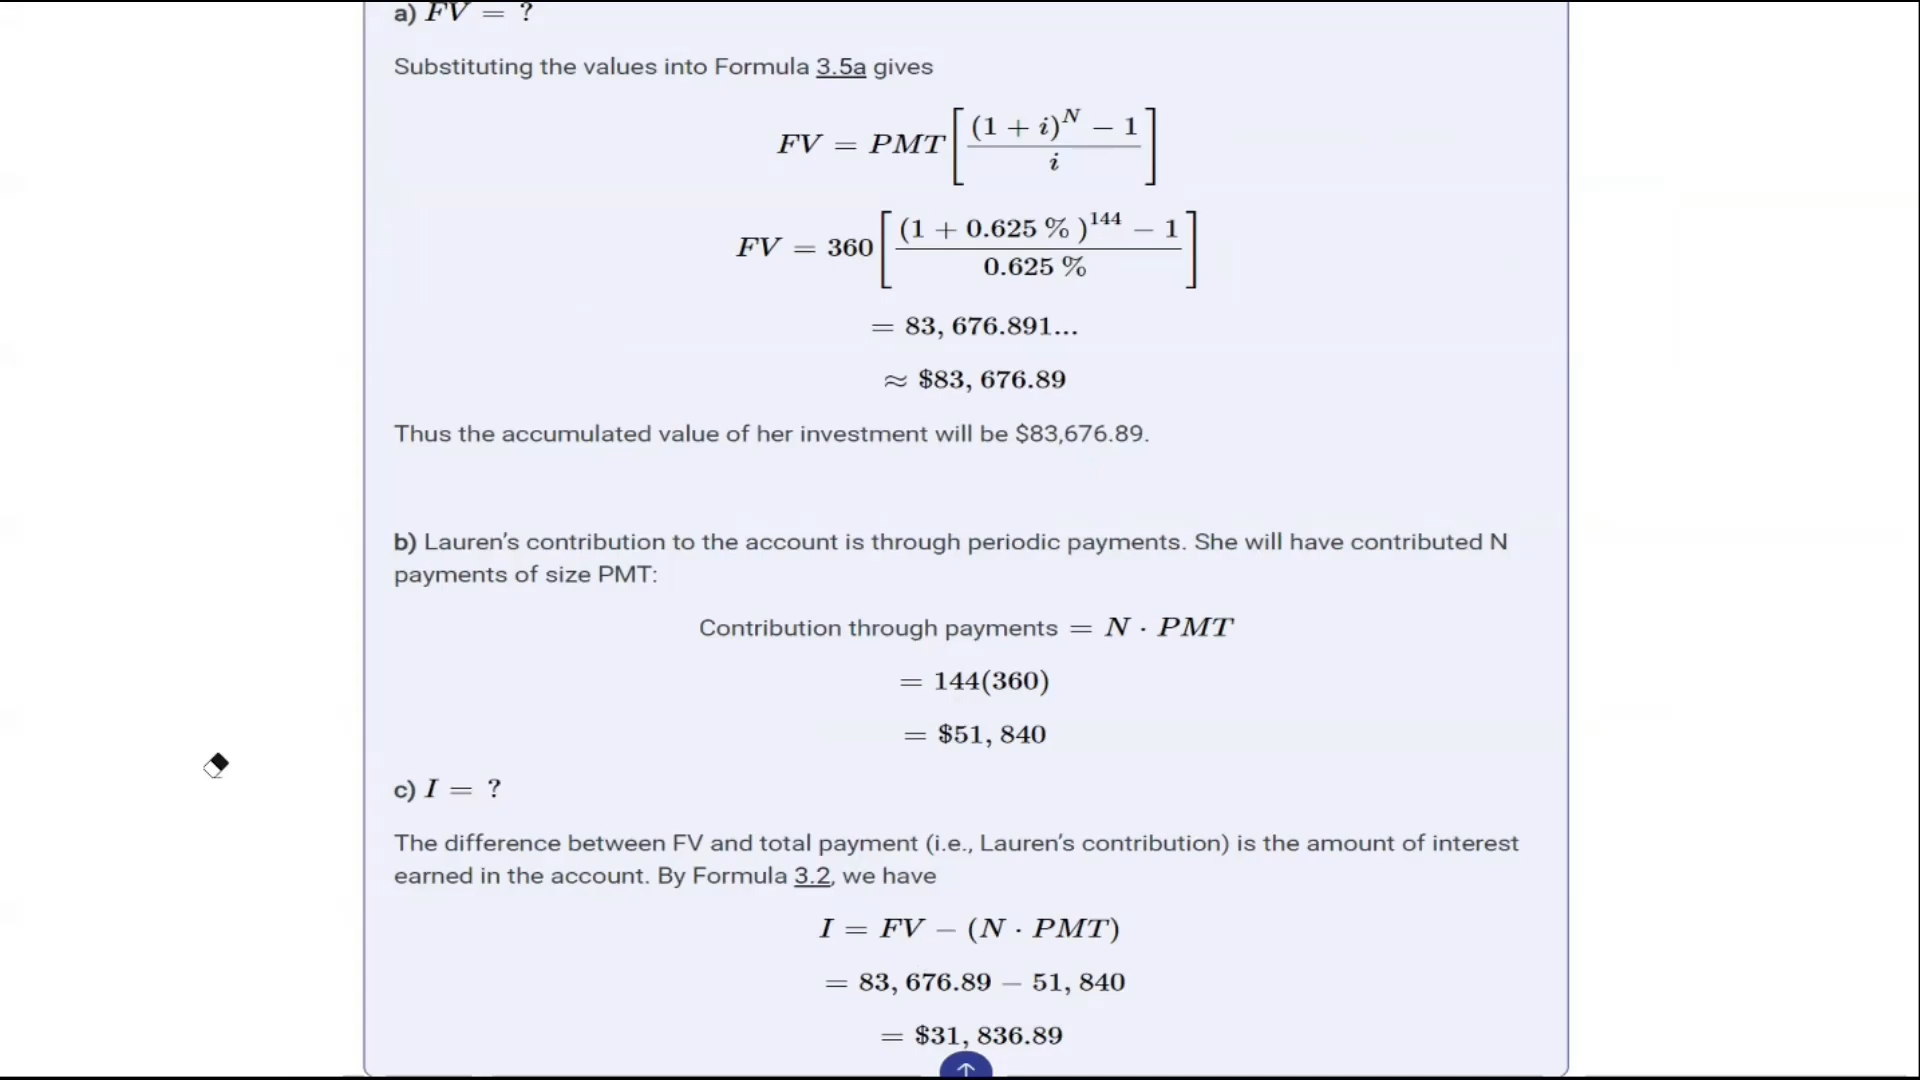 a) FV = ?
Substituting the values into Formula 3.5a gives
FV = PMT[((1 + i)^N − 1)/i]
FV = 360[((1 + 0.625 % )^144 − 1)/0.625 %]
= 83, 676.891...
≈ $83, 676.89
Thus the accumulated value of her investment will be $83,676.89.
b) Lauren's contribution to the account is through periodic payments. She will have contributed N
payments of size PMT:
Contribution through payments = N · PMT
= 144(360)
= $51, 840
c) I = ?
The difference between FV and total payment (i.e., Lauren's contribution) is the amount of interest
earned in the account. By Formula 3.2, we have
I = FV − (N · PMT)
= 83, 676.89 − 51, 840
= $31, 836.89